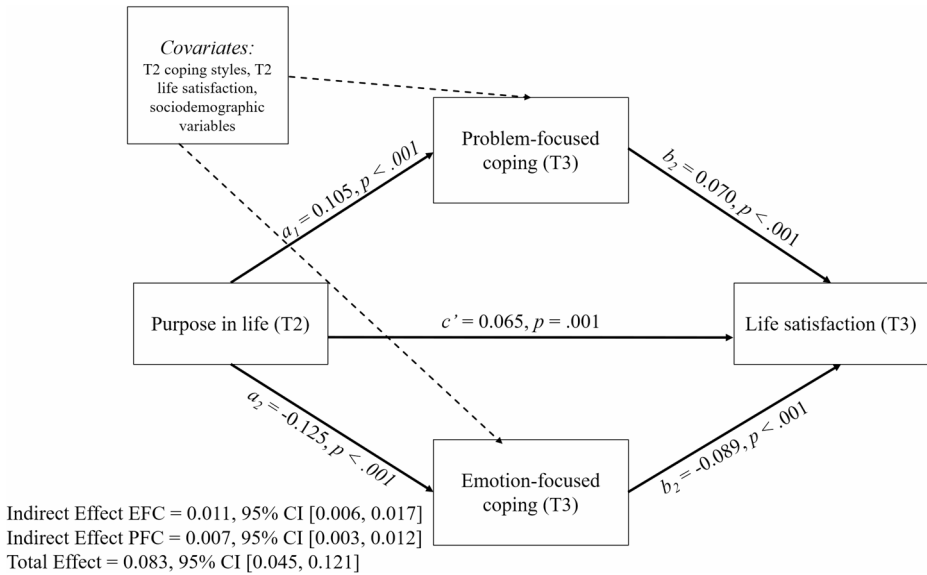 Covariates:
T2 coping styles, T2
life satisfaction,
sociodemographic
variables
Problem-focused
coping (T3)
a₁ = 0.105, p < .001
b₂ = 0.070, p < .001
Purpose in life (T2)
c’ = 0.065, p = .001
Life satisfaction (T3)
a₂ = -0.125, p < .001
b₂ = -0.089, p < .001
Emotion-focused
coping (T3)
Indirect Effect EFC = 0.011, 95% CI [0.006, 0.017]
Indirect Effect PFC = 0.007, 95% CI [0.003, 0.012]
Total Effect = 0.083, 95% CI [0.045, 0.121]